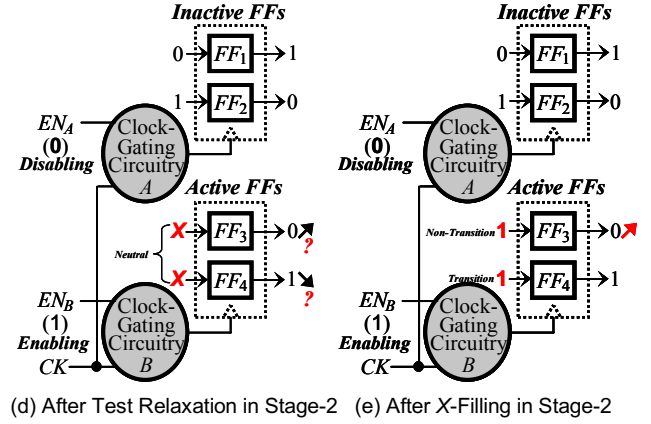 Inactive FFs
0 FF1 1
1 FF2 0
ENA
(0)
Disabling
Clock-
Gating
Circuitry
A
Active FFs
Neutral
X FF3 0
?
X FF4 1
?
ENB
(1)
Enabling
CK
Clock-
Gating
Circuitry
B
(d) After Test Relaxation in Stage-2
Inactive FFs
0 FF1 1
1 FF2 0
ENA
(0)
Disabling
Clock-
Gating
Circuitry
A
Active FFs
Non-Transition 1 FF3 0
Transition 1 FF4 1
ENB
(1)
Enabling
CK
Clock-
Gating
Circuitry
B
(e) After X-Filling in Stage-2